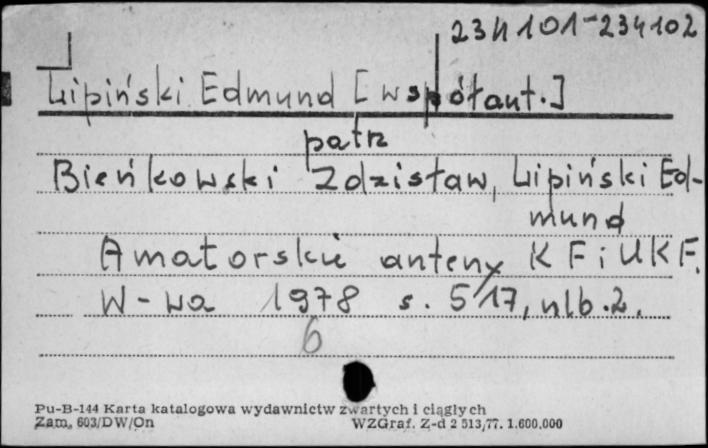 234101-234102
Lipiński Edmund [współaut.]
patrz
Bieńkowski Zdzisław, Lipiński Ed-
mund
Amatorskie anteny KF i UKF.
W-wa 1978 s. 517, nlb. 2.
6
Pu-B-144 Karta katalogowa wydawnictw zwartych i ciągłych
Zam. 603/DW/On WZGraf. Z-d 2 513/77. 1.600.000